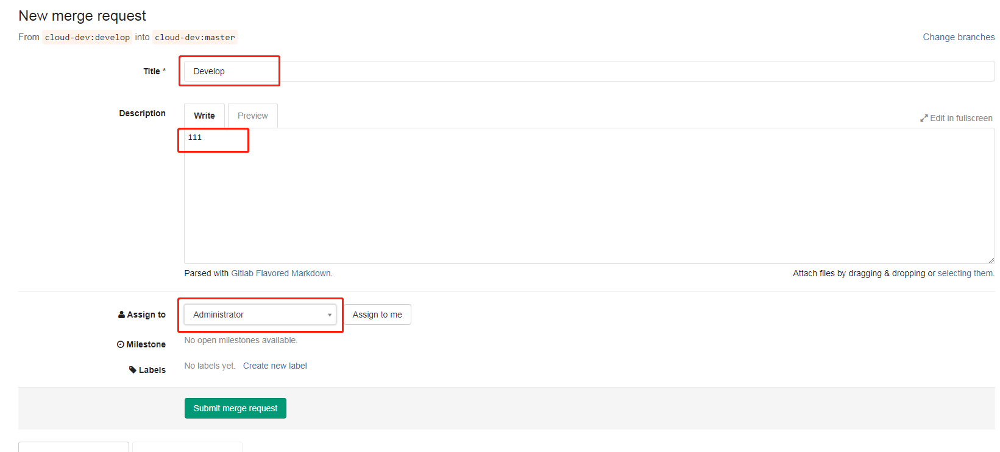 New merge request
From cloud-dev:develop into cloud-dev:master Change branches
Title * Develop
Description Write Preview Edit in fullscreen
111
Parsed with Gitlab Flavored Markdown. Attach files by dragging & dropping or selecting them.
Assign to Administrator Assign to me
Milestone No open milestones available.
Labels No labels yet. Create new label
Submit merge request